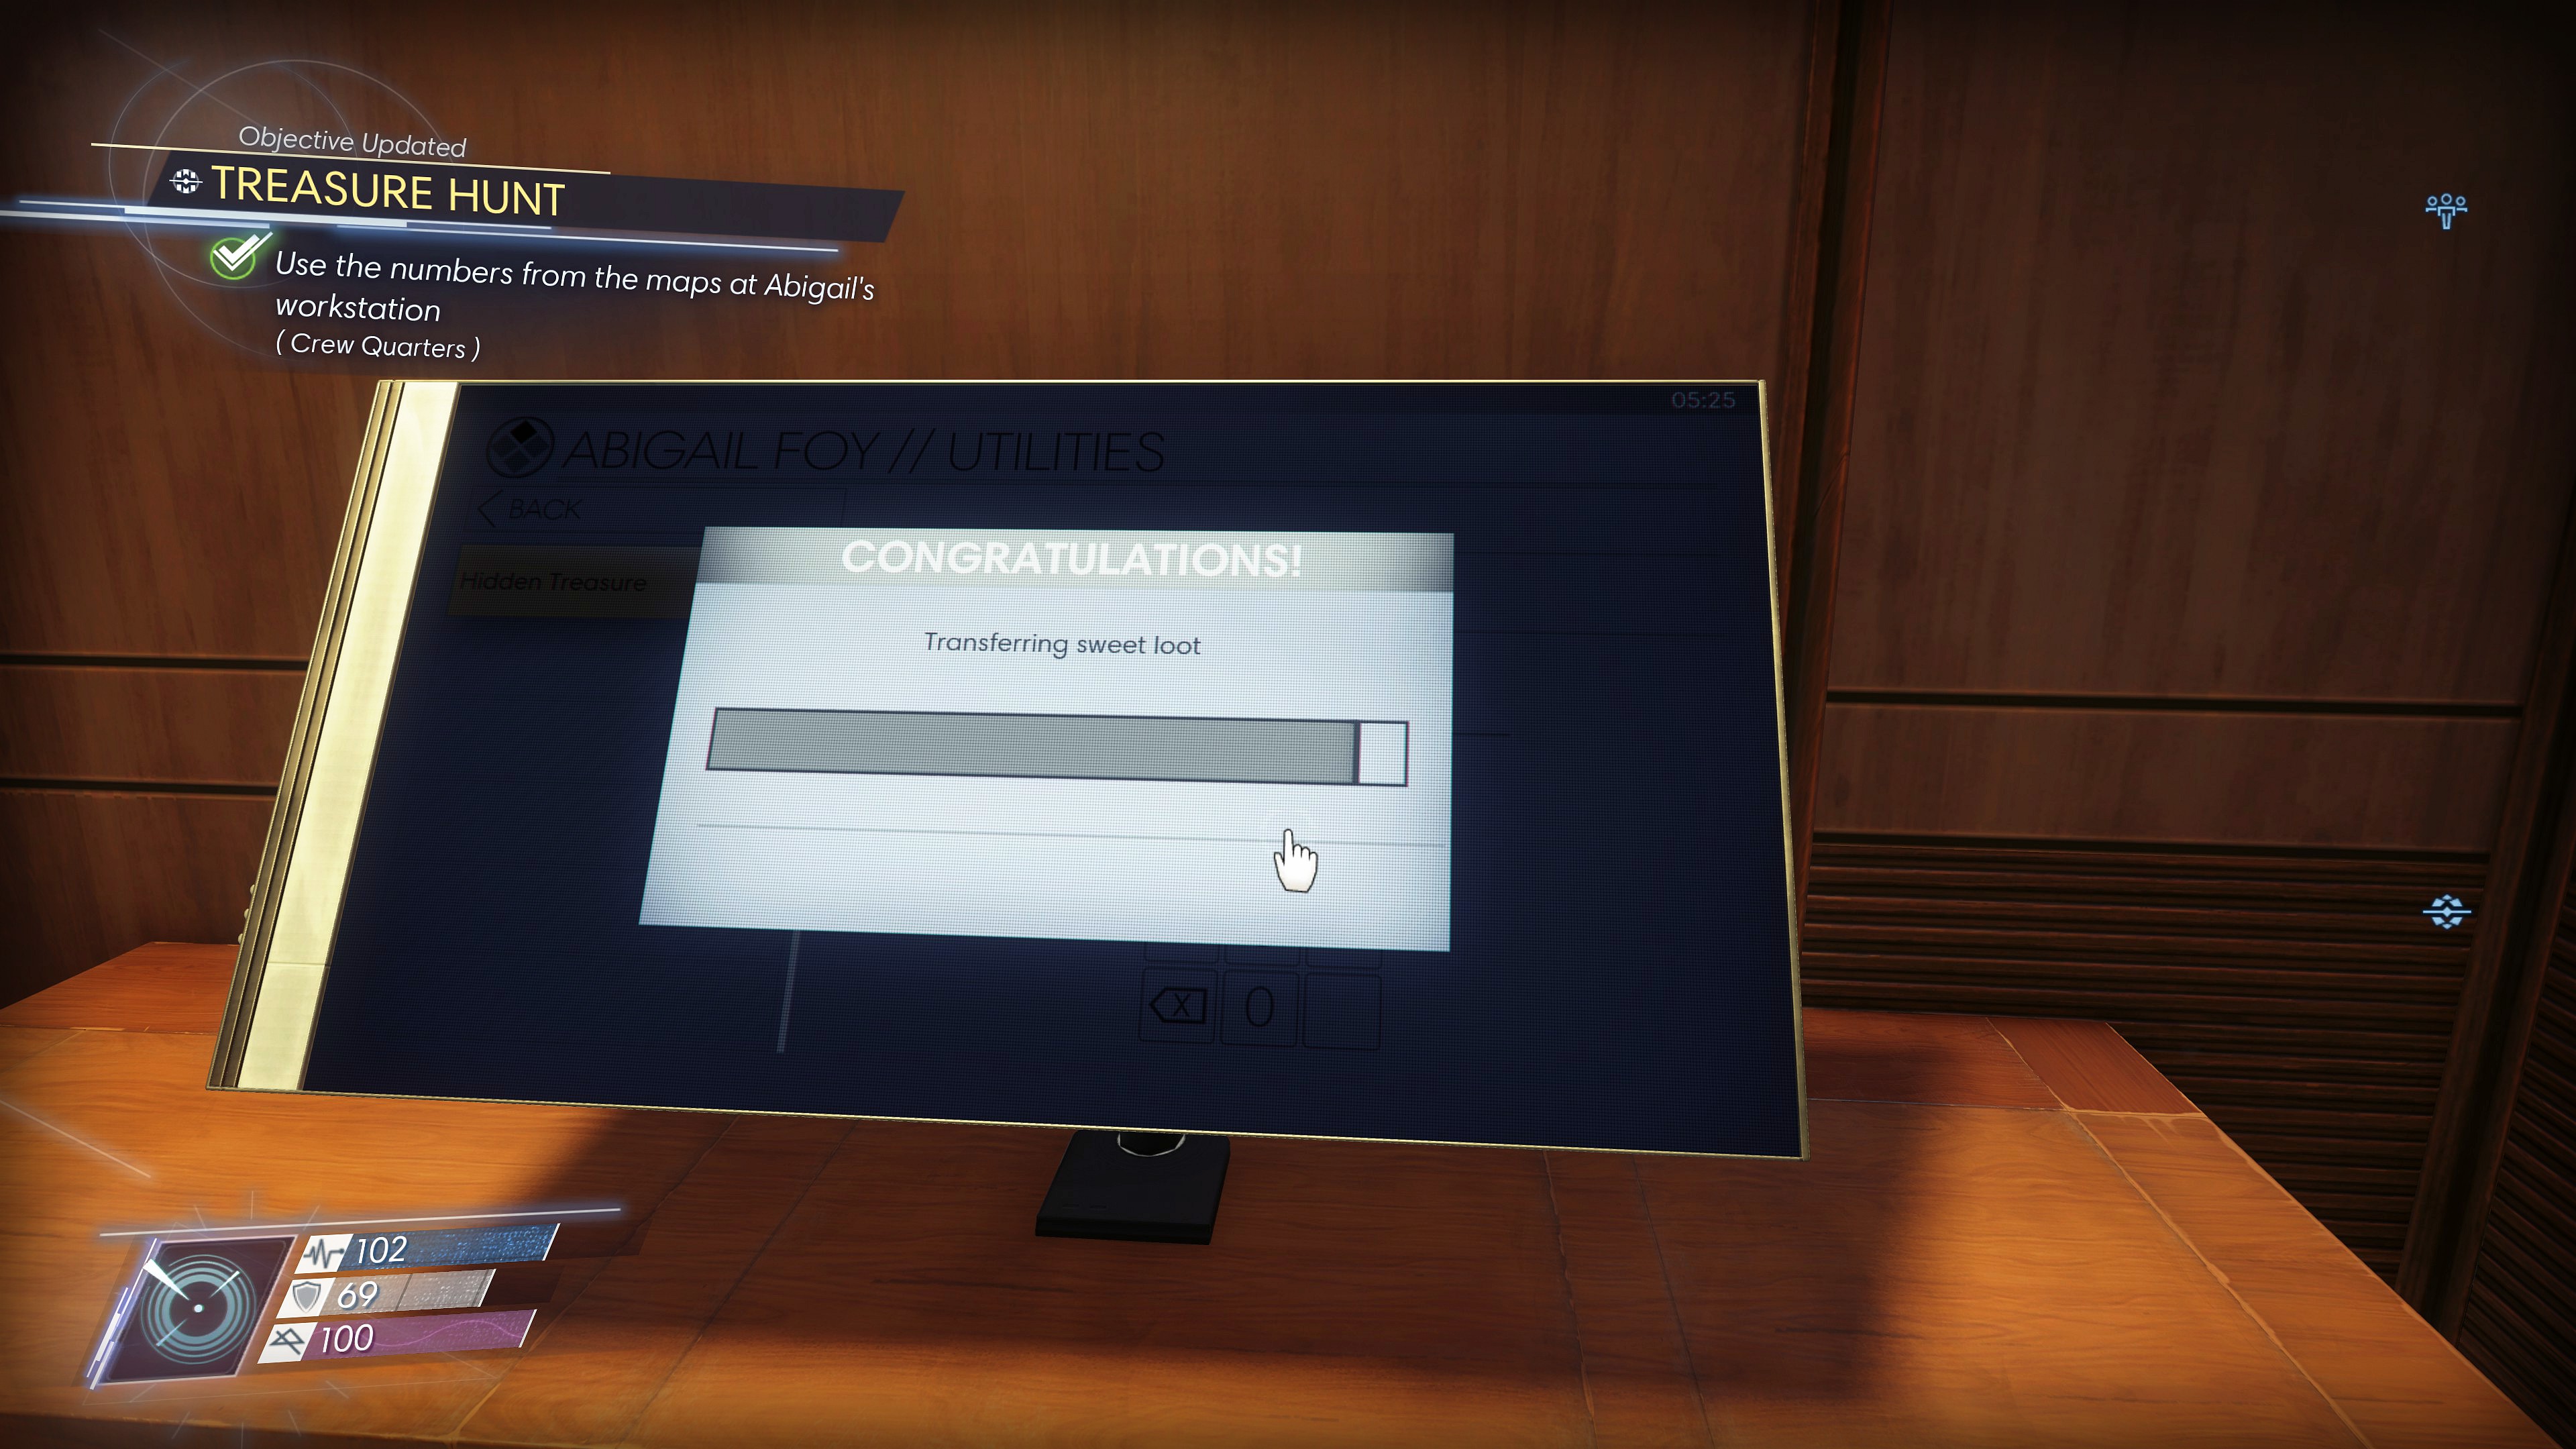 Objective Updated
TREASURE HUNT
Use the numbers from the maps at Abigail's
workstation
( Crew Quarters )
05:25
ABIGAIL FOY // UTILITIES
BACK
Hidden Treasure
CONGRATULATIONS!
Transferring sweet loot
0
102
69
100